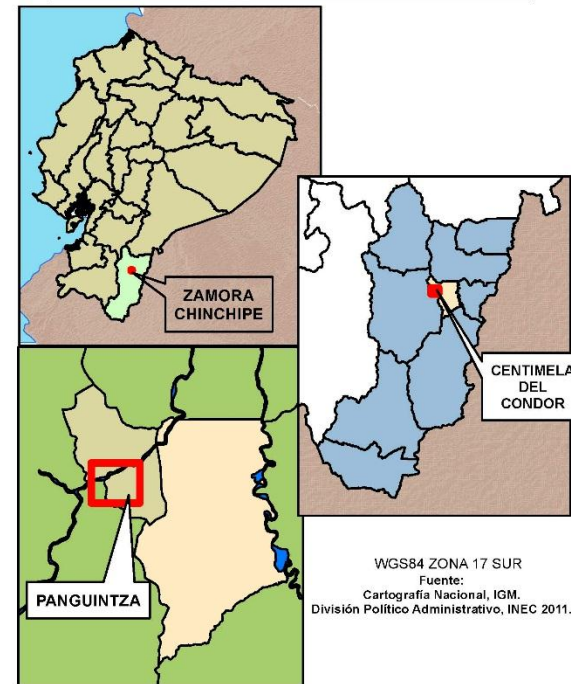 ZAMORA
CHINCHIPE
CENTIMELA
DEL
CONDOR
PANGUINTZA
WGS84 ZONA 17 SUR
Fuente:
Cartografía Nacional, IGM.
División Político Administrativo, INEC 2011.